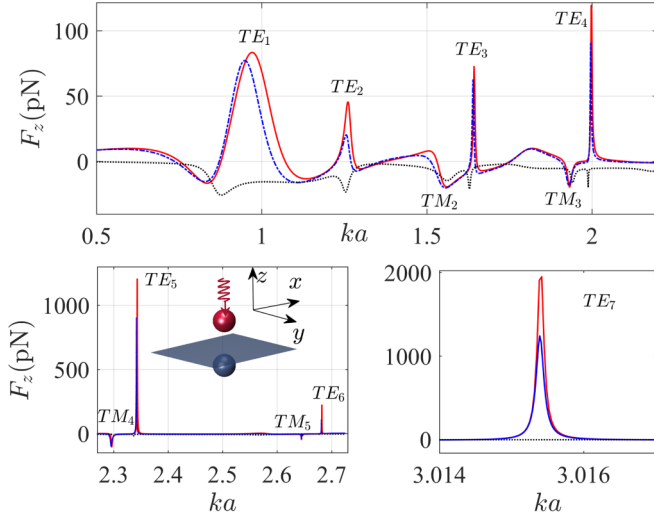 100
50
0
F_z(pN)
TE_1
TE_2
TE_3
TE_4
TM_2
TM_3
0.5
1
1.5
2
ka
1000
500
0
F_z(pN)
TE_5
z
x
y
TM_4
TM_5
TE_6
2.3
2.4
2.5
2.6
2.7
ka
2000
1000
0
TE_7
3.014
3.016
ka